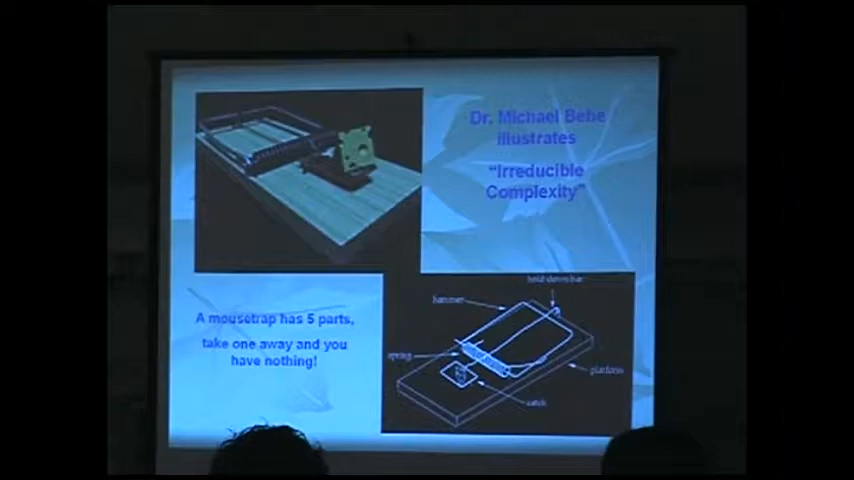 Dr. Michael Behe
illustrates
"Irreducible
Complexity"
A mousetrap has 5 parts,
take one away and you
have nothing!
hold-down bar
hammer
spring
platform
catch